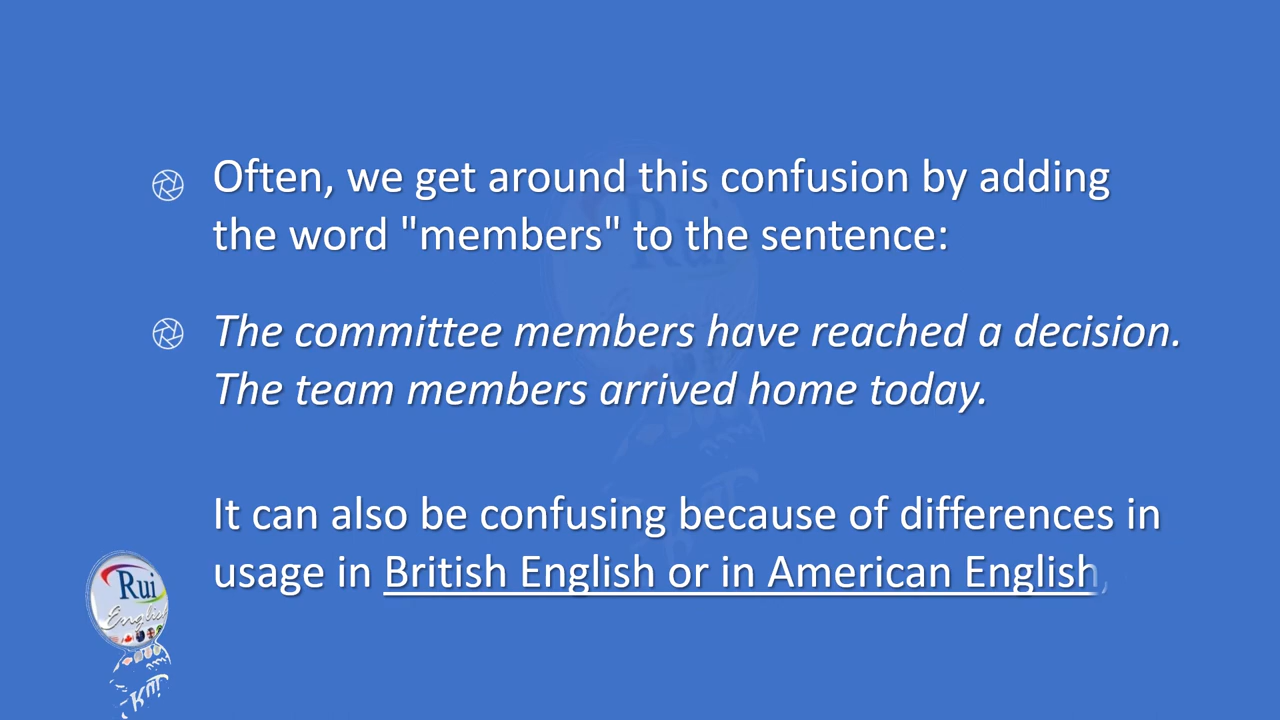 Often, we get around this confusion by adding
the word "members" to the sentence:
The committee members have reached a decision.
The team members arrived home today.
It can also be confusing because of differences in
usage in British English or in American English,
Rui
English